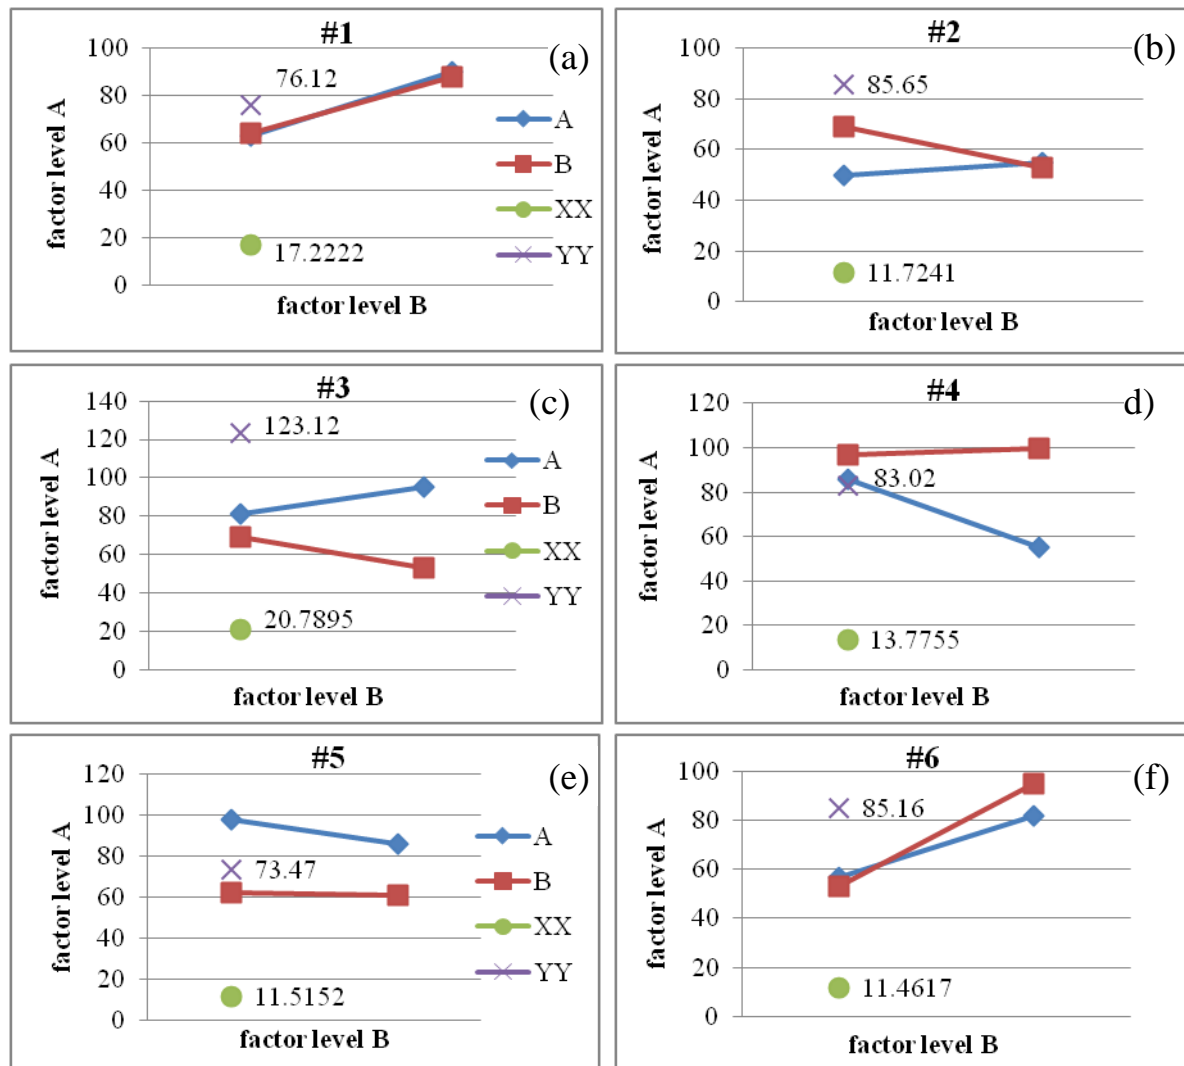 #1
(a)
100
80
60
40
20
0
76.12
17.2222
factor level A
factor level B
A
B
XX
YY
#2
(b)
100
80
60
40
20
0
85.65
11.7241
factor level A
factor level B
#3
(c)
140
120
100
80
60
40
20
0
123.12
20.7895
factor level A
factor level B
A
B
XX
YY
#4
d)
120
100
80
60
40
20
0
83.02
13.7755
factor level A
factor level B
#5
(e)
120
100
80
60
40
20
0
73.47
11.5152
factor level A
factor level B
A
B
XX
YY
#6
(f)
100
80
60
40
20
0
85.16
11.4617
factor level A
factor level B